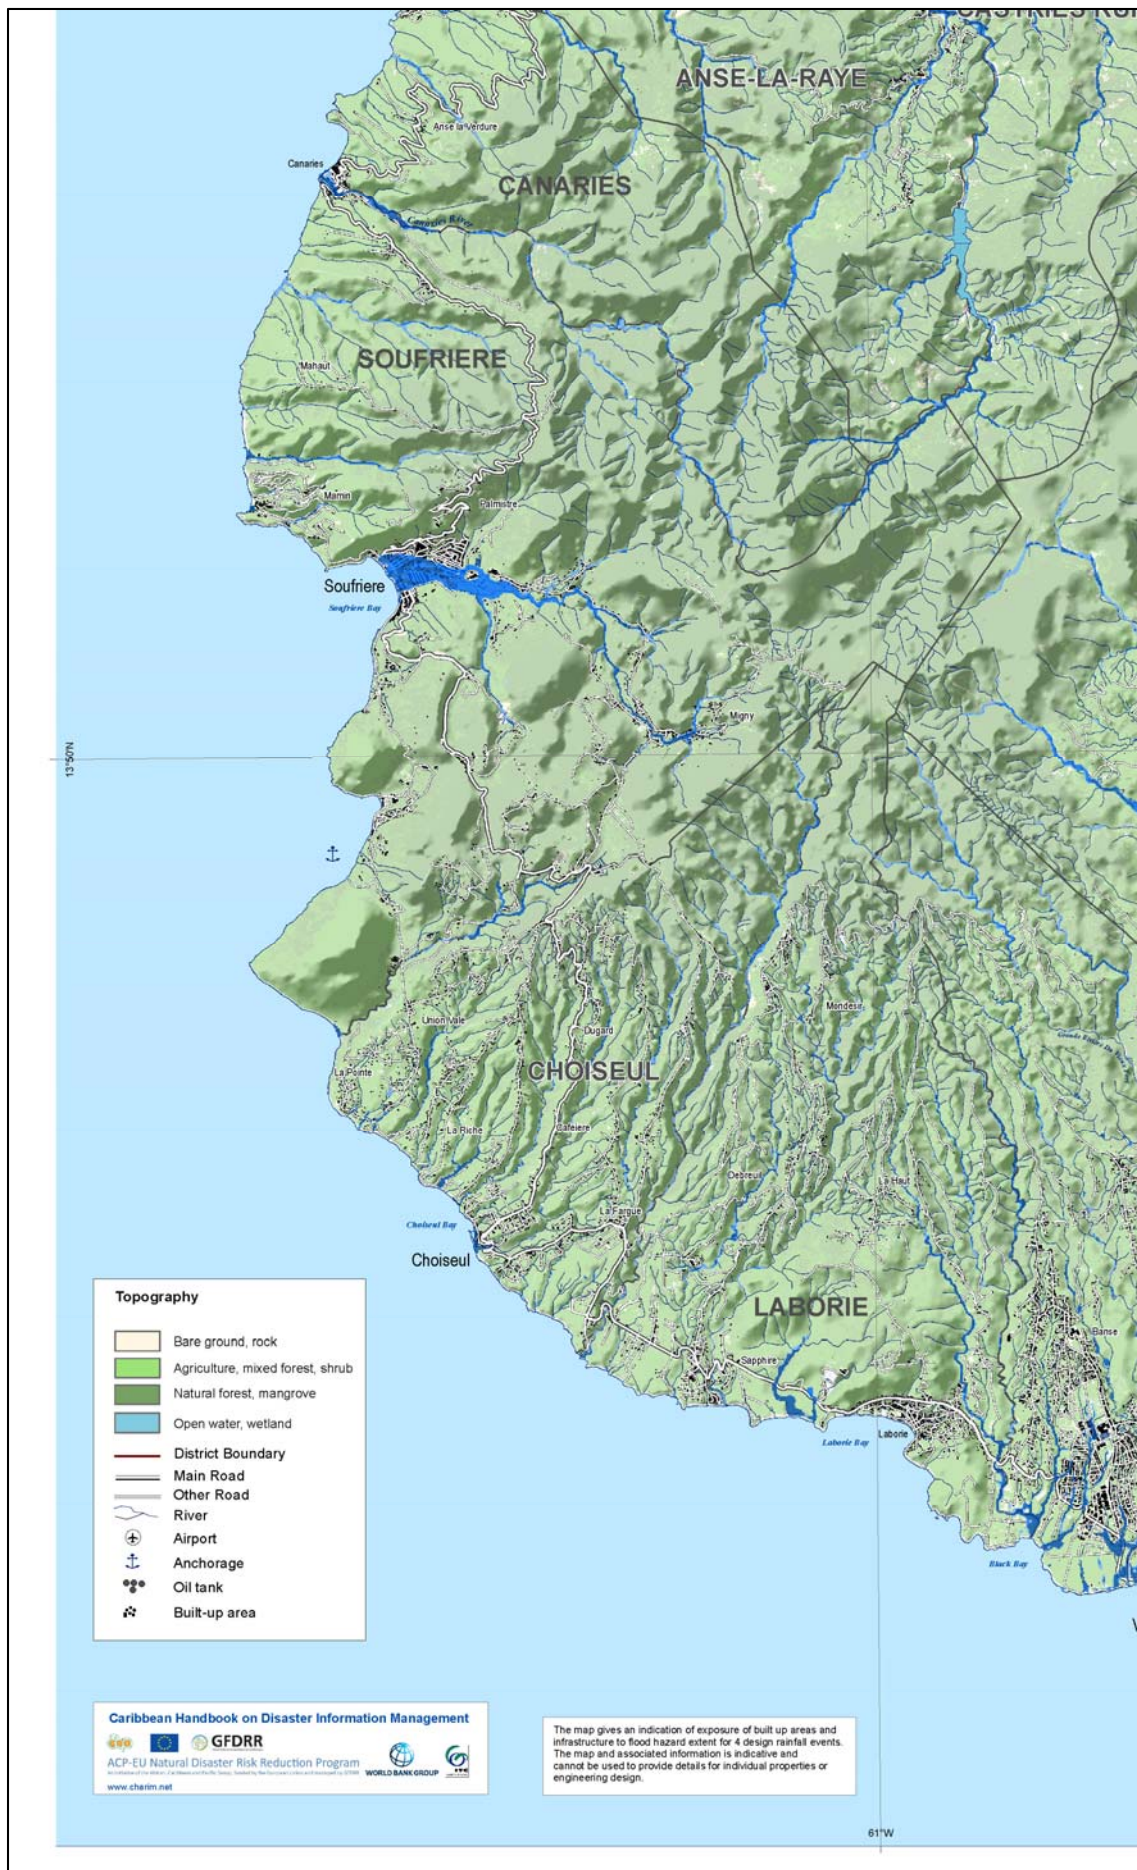 ANSE-LA-RAYE
Anse la Verdure
Canaries
CANARIES
Canaries River
SOUFRIERE
Mahaut
Mamin
Palmistre
Soufriere
Soufriere Bay
Migny
13°50'N
Mondesir
Union Vale
Dugard
CHOISEUL
La Pointe
La Riche
Cafeiere
Debreuil
La Haut
La Fargue
Choiseul Bay
Choiseul
LABORIE
Banse
Sapphire
Laborie
Laborie Bay
Black Bay
Topography
Bare ground, rock
Agriculture, mixed forest, shrub
Natural forest, mangrove
Open water, wetland
District Boundary
Main Road
Other Road
River
Airport
Anchorage
Oil tank
Built-up area
Caribbean Handbook on Disaster Information Management
GFDRR
ACP-EU Natural Disaster Risk Reduction Program
WORLD BANK GROUP
www.charim.net
The map gives an indication of exposure of built up areas and
infrastructure to flood hazard extent for 4 design rainfall events.
The map and associated information is indicative and
cannot be used to provide details for individual properties or
engineering design.
61°W